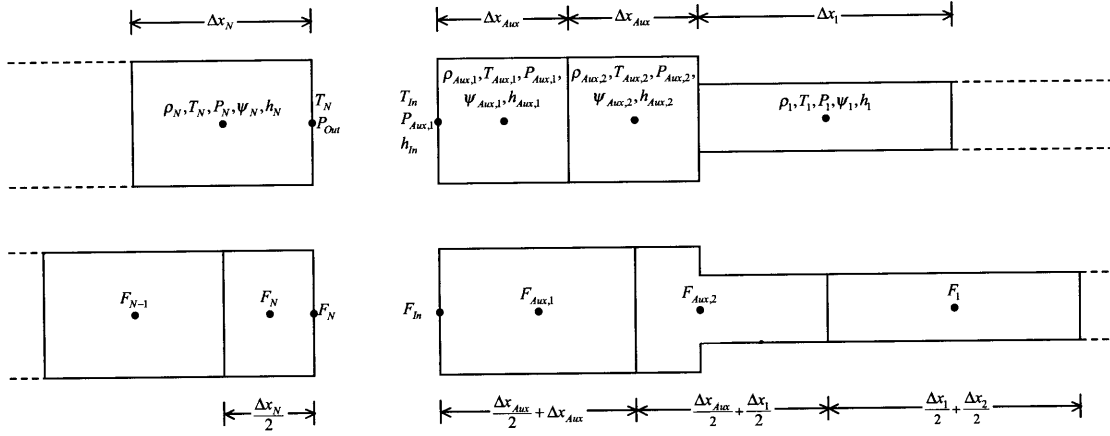 Δx_N Δx_Aux Δx_Aux Δx_1
ρ_Aux,1, T_Aux,1, P_Aux,1, ρ_Aux,2, T_Aux,2, P_Aux,2,
ψ_Aux,1, h_Aux,1 ψ_Aux,2, h_Aux,2
ρ_N, T_N, P_N, ψ_N, h_N T_N T_In ρ_1, T_1, P_1, ψ_1, h_1
P_Out P_Aux,1
h_In
F_N-1 F_N F_N F_In F_Aux,1 F_Aux,2 F_1
Δx_N/2 Δx_Aux/2 + Δx_Aux Δx_Aux/2 + Δx_1/2 Δx_1/2 + Δx_2/2